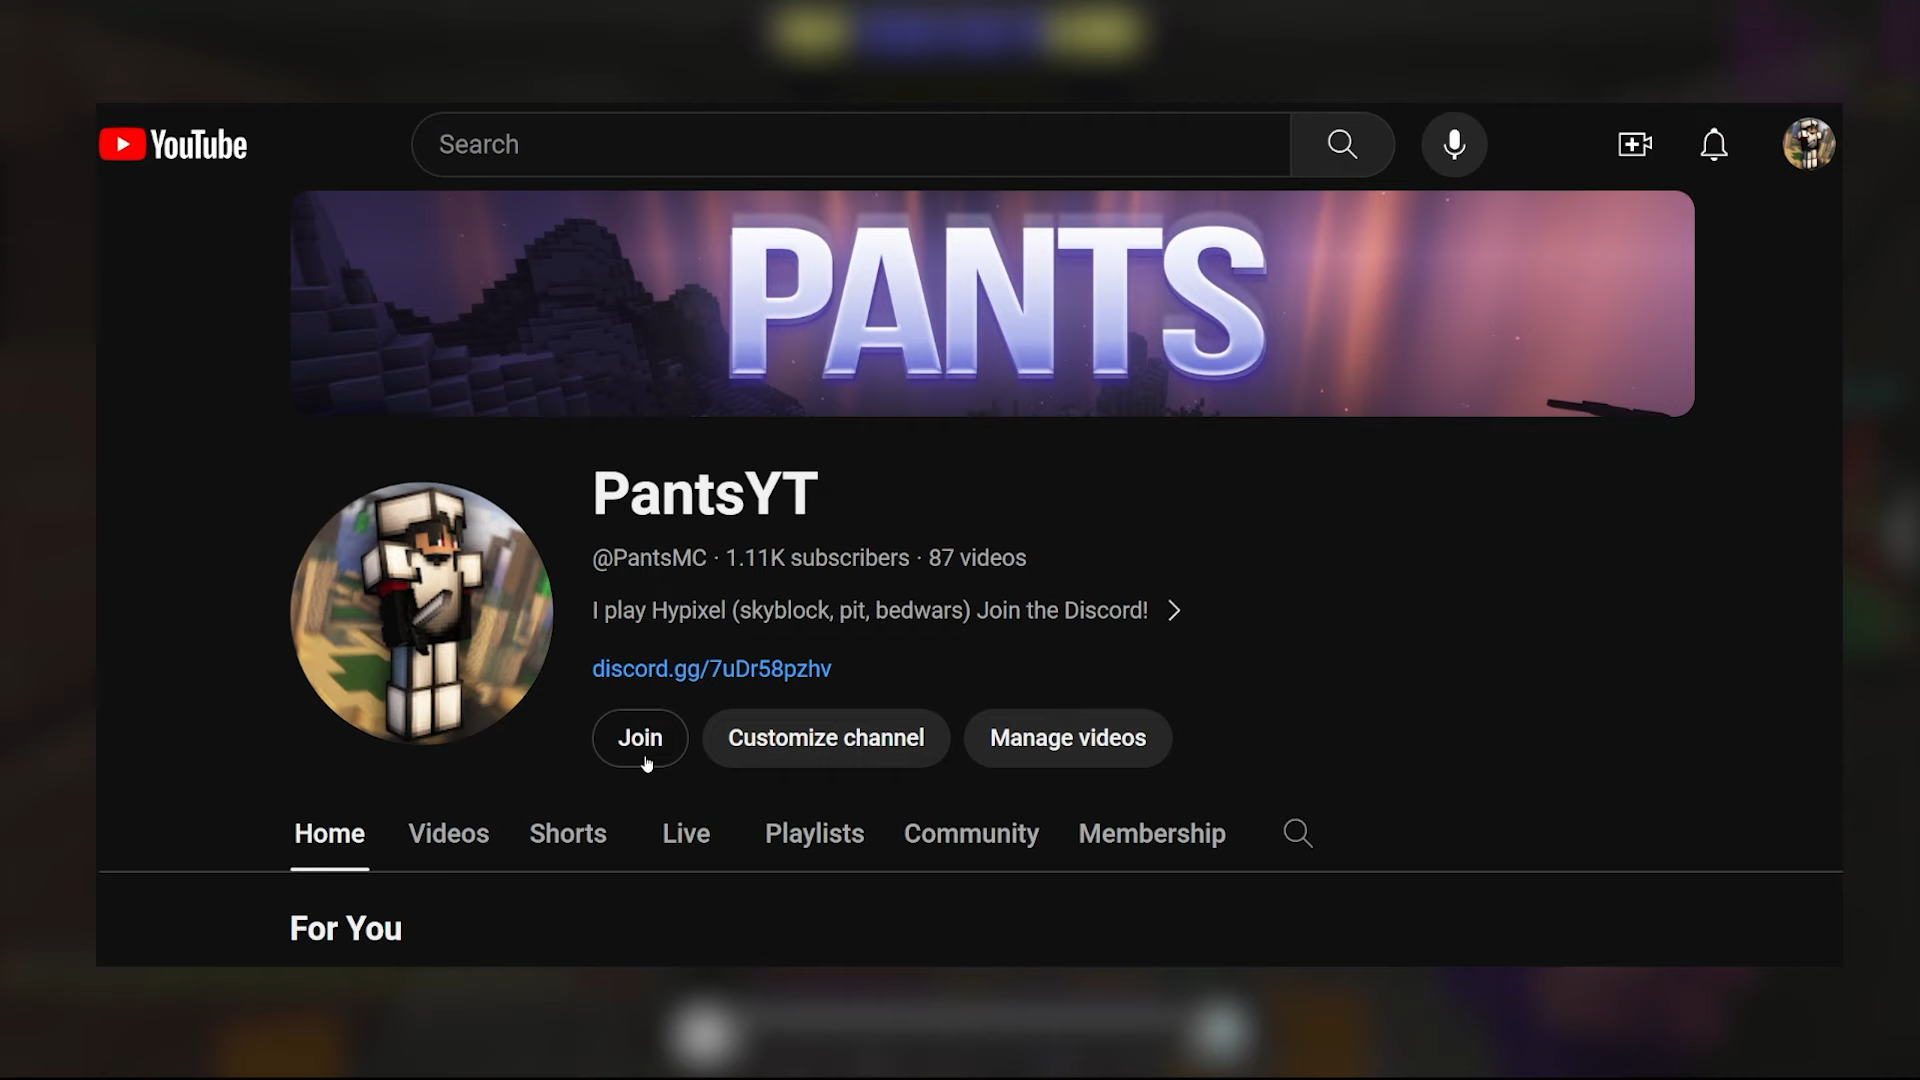 YouTube
Search
PANTS
PantsYT
@PantsMC · 1.11K subscribers · 87 videos
I play Hypixel (skyblock, pit, bedwars) Join the Discord!
discord.gg/7uDr58pzhv
Join Customize channel Manage videos
Home Videos Shorts Live Playlists Community Membership
For You